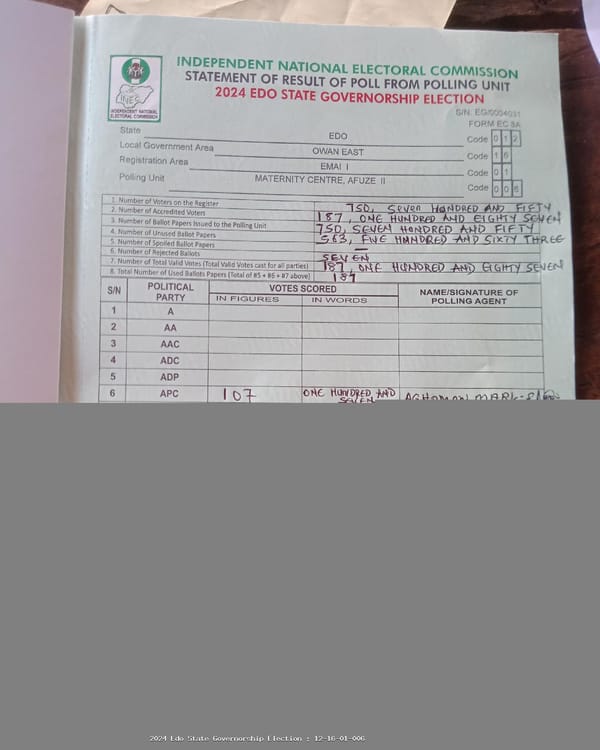 INDEPENDENT NATIONAL ELECTORAL COMMISSION
STATEMENT OF RESULT OF POLL FROM POLLING UNIT
2024 EDO STATE GOVERNORSHIP ELECTION
INEC
INDEPENDENT NATIONAL
ELECTORAL COMMISSION
S/N: EG/0004031
FORM EC 8A
State EDO Code 0 1 2
Local Government Area OWAN EAST Code 1 6
Registration Area EMAI I Code 0 1
Polling Unit MATERNITY CENTRE, AFUZE II Code 0 0 6
1. Number of Voters on the Register 750, Seven HUNDRED AND FIFTY
2. Number of Accredited Voters 187, ONE HUNDRED AND EIGHTY SEVEN
3. Number of Ballot Papers Issued to the Polling Unit 750, SEVEN HUNDRED AND FIFTY
4. Number of Unused Ballot Papers 563, FIVE HUNDRED AND SIXTY THREE
5. Number of Spoiled Ballot Papers —
6. Number of Rejected Ballots SEVEN
7. Number of Total Valid Votes (Total Valid Votes cast for all parties) 187, ONE HUNDRED AND EIGHTY SEVEN
8. Total Number of Used Ballots Papers (Total of #5 + #6 + #7 above) 187
S/N POLITICAL PARTY VOTES SCORED NAME/SIGNATURE OF POLLING AGENT
IN FIGURES IN WORDS
1 A
2 AA
3 AAC
4 ADC
5 ADP
6 APC 107 ONE HUNDRED AND SEVEN
2024 Edo State Governorship Election : 12-16-01-006